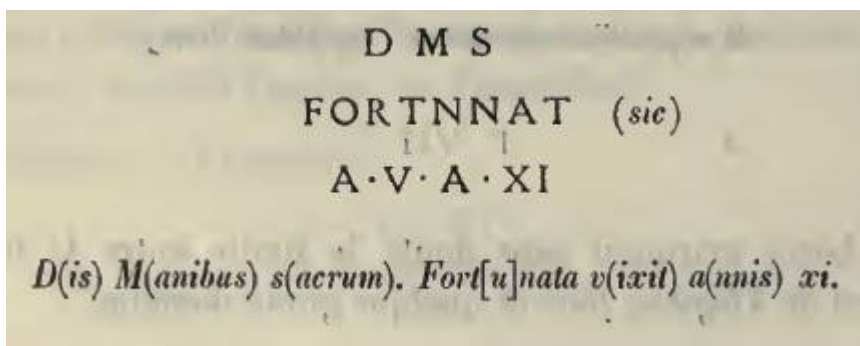 D M S
FORTNNAT (sic)
A·V·A·XI
D(is) M(anibus) s(acrum). Fort[u]nata v(ixit) a(nnis) xi.